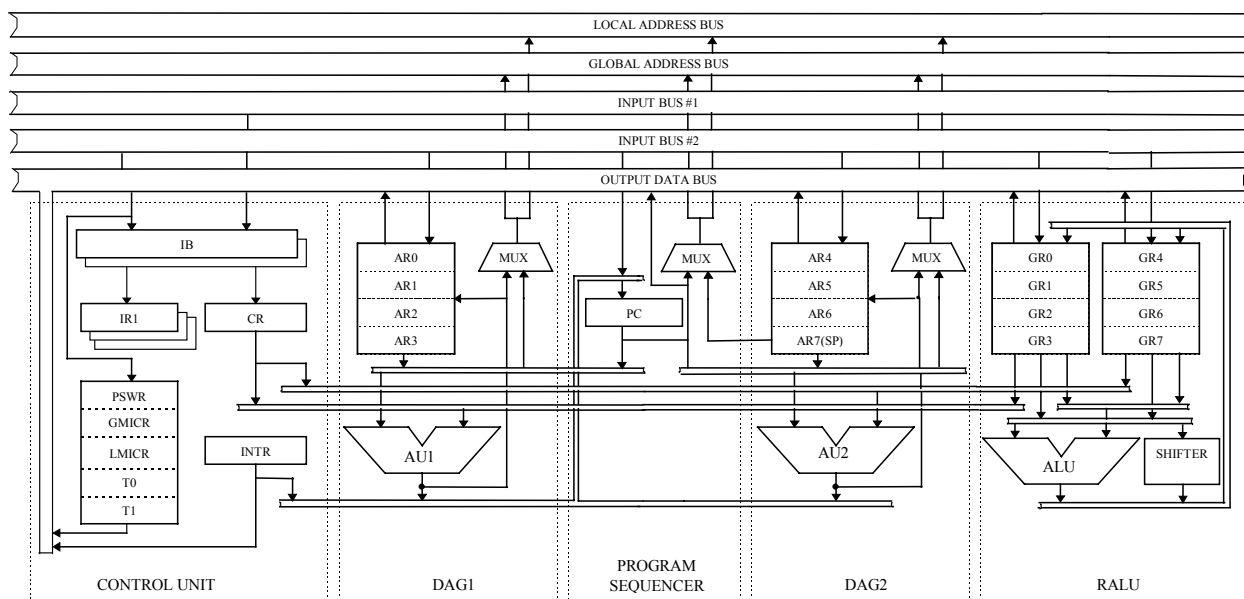 LOCAL ADDRESS BUS
GLOBAL ADDRESS BUS
INPUT BUS #1
INPUT BUS #2
OUTPUT DATA BUS
IB
IR1
CR
PSWR
GMICR
LMICR
T0
T1
INTR
CONTROL UNIT
AR0
AR1
AR2
AR3
MUX
AU1
DAG1
MUX
PC
PROGRAM
SEQUENCER
AR4
AR5
AR6
AR7(SP)
MUX
AU2
DAG2
GR0
GR1
GR2
GR3
GR4
GR5
GR6
GR7
ALU
SHIFTER
RALU